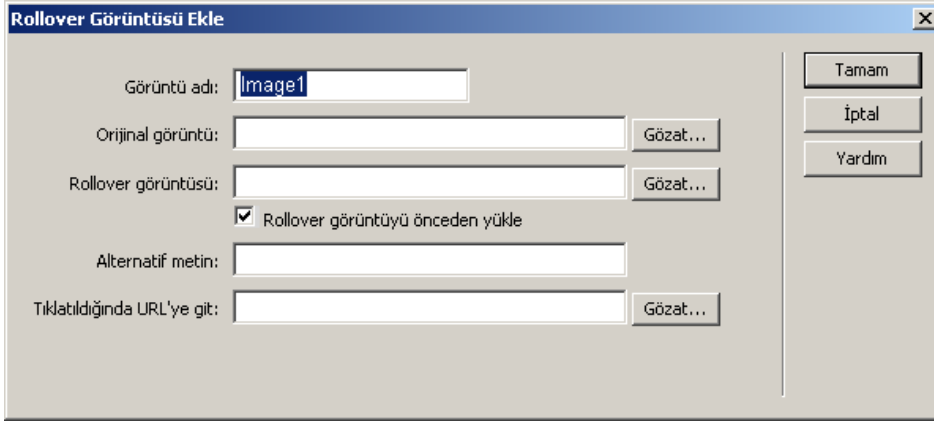 Rollover Görüntüsü Ekle
Görüntü adı: Image1
Tamam
Orijinal görüntü: Gözat...
İptal
Rollover görüntüsü: Gözat...
Yardım
Rollover görüntüyü önceden yükle
Alternatif metin:
Tıklatıldığında URL'ye git: Gözat...